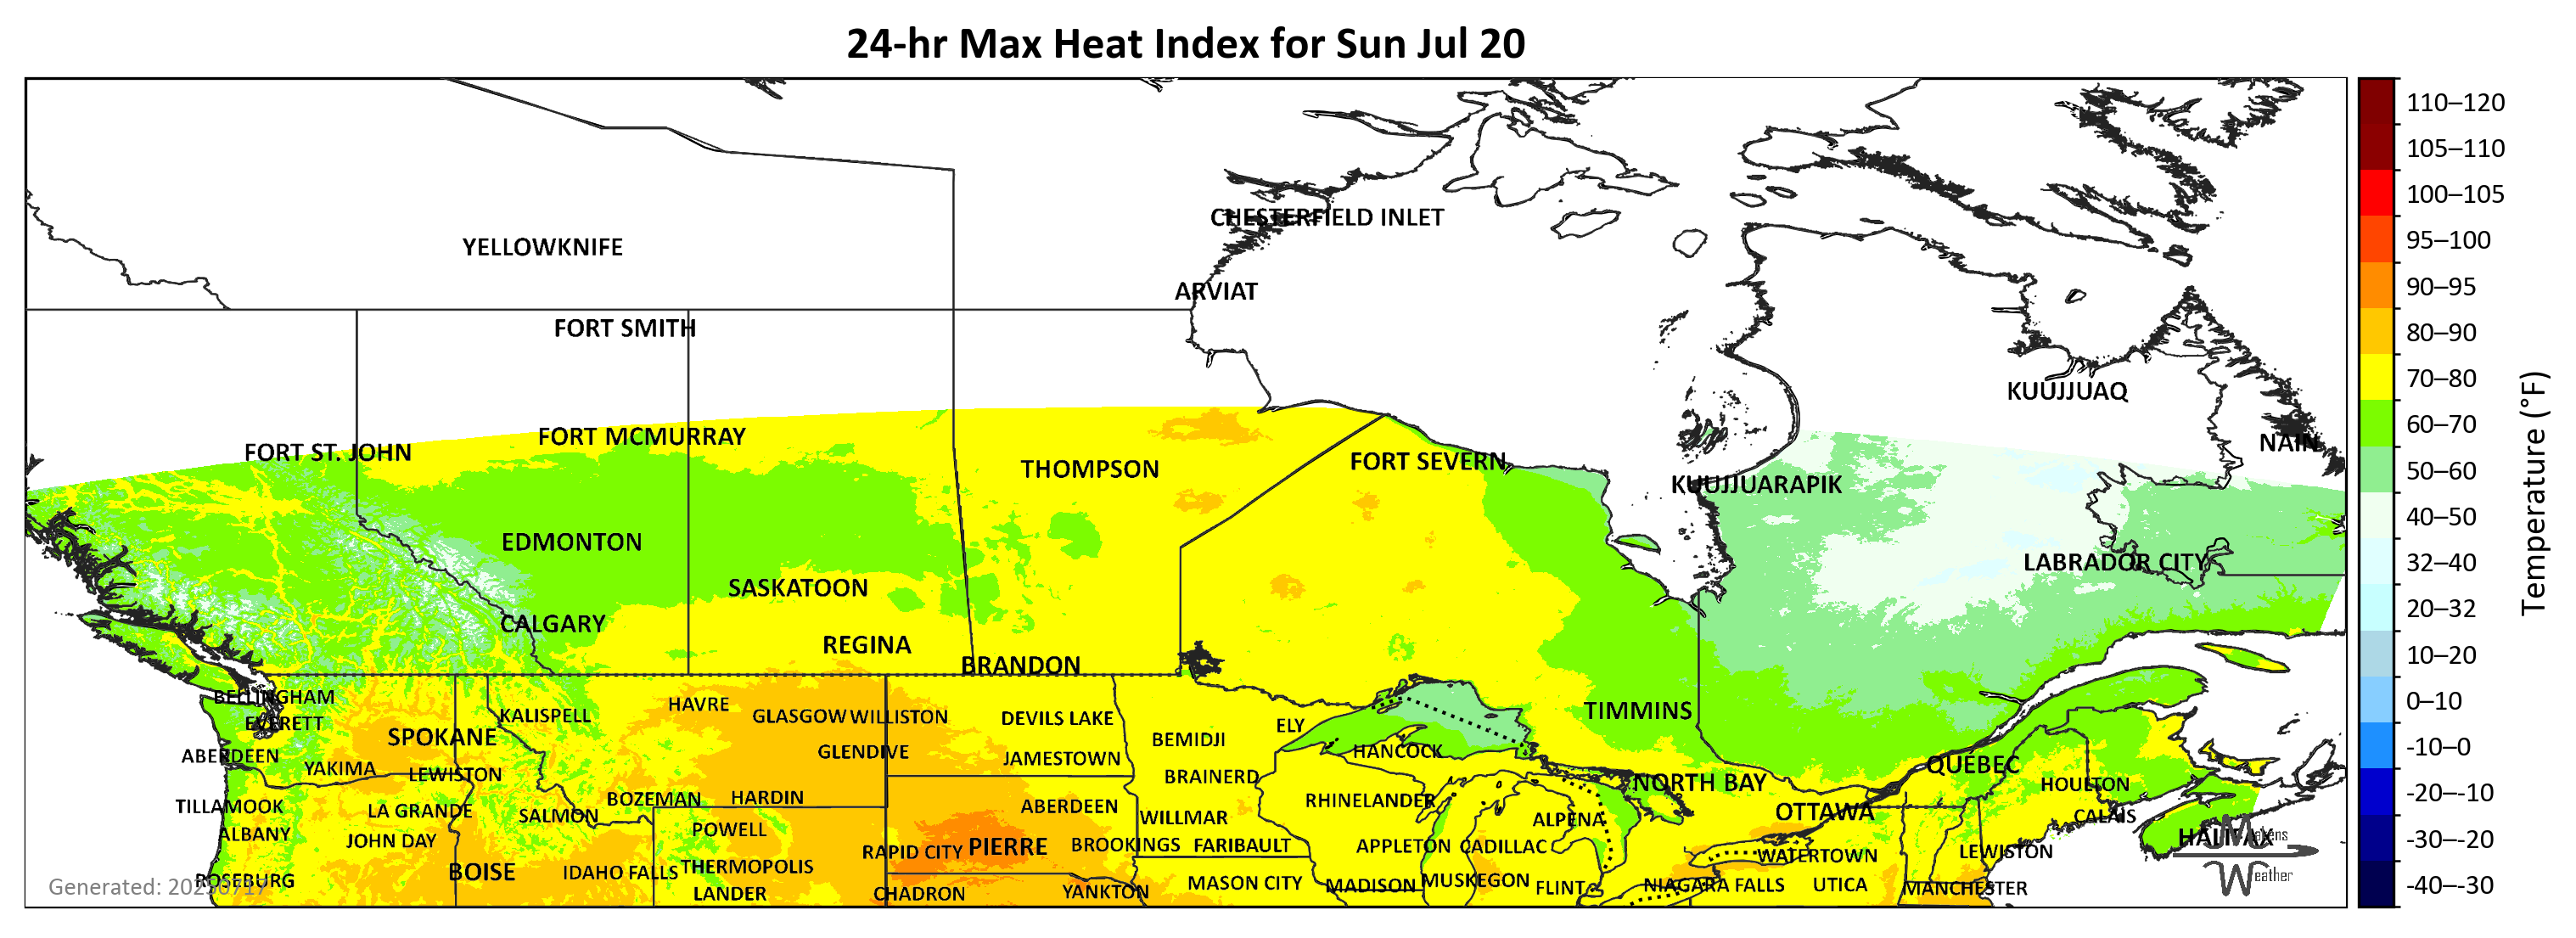 24-hr Max Heat Index for Sun Jul 20
CHESTERFIELD INLET
YELLOWKNIFE
ARVIAT
FORT SMITH
KUUJJUAQ
FORT MCMURRAY
FORT ST. JOHN
NAIN
THOMPSON
FORT SEVERN
KUUJJUARAPIK
EDMONTON
LABRADOR CITY
SASKATOON
CALGARY
REGINA
BRANDON
BELLINGHAM
HAVRE
KALISPELL
GLASGOW
WILLISTON
DEVILS LAKE
TIMMINS
EVERETT
ELY
SPOKANE
BEMIDJI
GLENDIVE
HANCOCK
ABERDEEN
JAMESTOWN
QUEBEC
YAKIMA
LEWISTON
BRAINERD
NORTH BAY
HOULTON
BOZEMAN
HARDIN
RHINELANDER
TILLAMOOK
LA GRANDE
SALMON
ABERDEEN
WILLMAR
ALPENA
OTTAWA
CALAIS
ALBANY
JOHN DAY
POWELL
HALIFAX
RAPID CITY
PIERRE
BROOKINGS
FARIBAULT
APPLETON
CADILLAC
WATERTOWN
LEWISTON
BOISE
IDAHO FALLS
THERMOPOLIS
ROSEBURG
LANDER
CHADRON
YANKTON
MASON CITY
MADISON
MUSKEGON
FLINT
NIAGARA FALLS
UTICA
MANCHESTER
Generated: 20250717
Makens
Weather
110–120
105–110
100–105
95–100
90–95
80–90
70–80
60–70
50–60
40–50
32–40
20–32
10–20
0–10
-10–0
-20–-10
-30–-20
-40–-30
Temperature (°F)